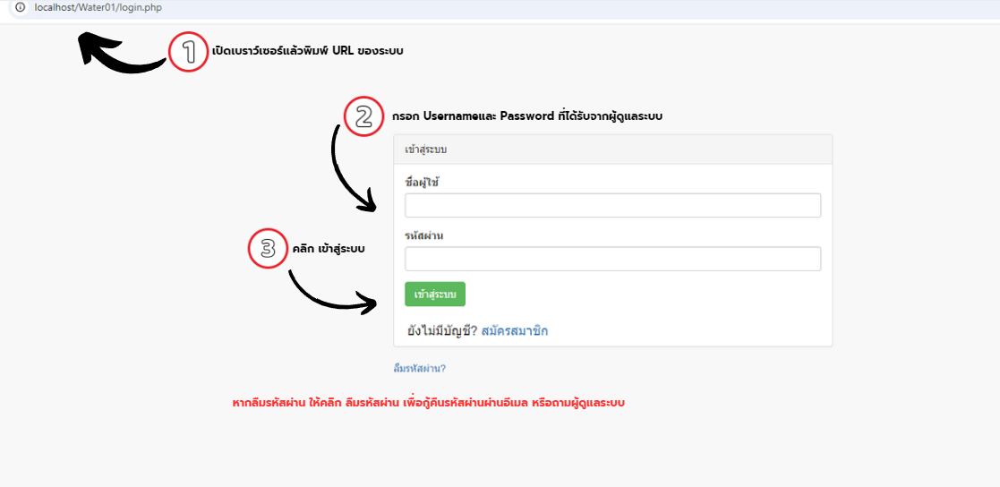 localhost/Water01/login.php
1 เปิดเบราว์เซอร์แล้วพิมพ์ URL ของระบบ
2 กรอก Usernameและ Password ที่ได้รับจากผู้ดูแลระบบ
เข้าสู่ระบบ
ชื่อผู้ใช้
3 คลิก เข้าสู่ระบบ
รหัสผ่าน
เข้าสู่ระบบ
ยังไม่มีบัญชี? สมัครสมาชิก
ลืมรหัสผ่าน?
หากลืมรหัสผ่าน ให้คลิก ลืมรหัสผ่าน เพื่อกู้คืนรหัสผ่านผ่านอีเมล หรือถามผู้ดูแลระบบ